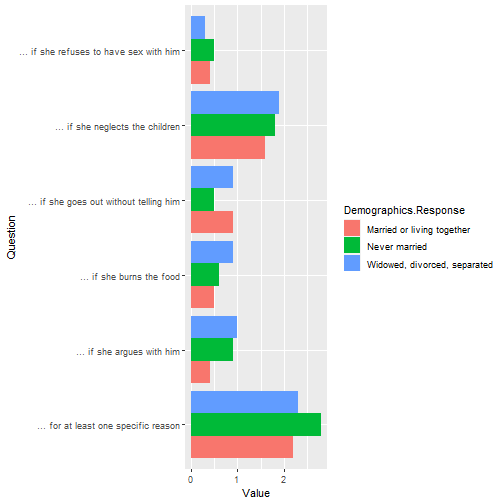 Question
... if she refuses to have sex with him
... if she neglects the children
... if she goes out without telling him
... if she burns the food
... if she argues with him
... for at least one specific reason
0 1 2
Value
Demographics.Response
Married or living together
Never married
Widowed, divorced, separated